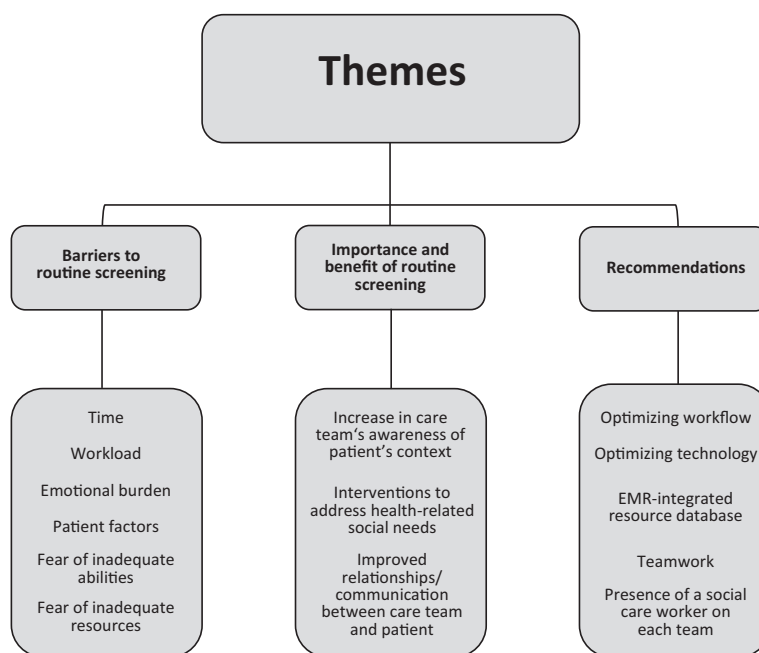 Themes
Barriers to
routine screening
Importance and
benefit of routine
screening
Recommendations
Time
Workload
Emotional burden
Patient factors
Fear of inadequate
abilities
Fear of inadequate
resources
Increase in care
team‘s awareness of
patient’s context
Interventions to
address health-related
social needs
Improved
relationships/
communication
between care team
and patient
Optimizing workflow
Optimizing technology
EMR-integrated
resource database
Teamwork
Presence of a social
care worker on
each team